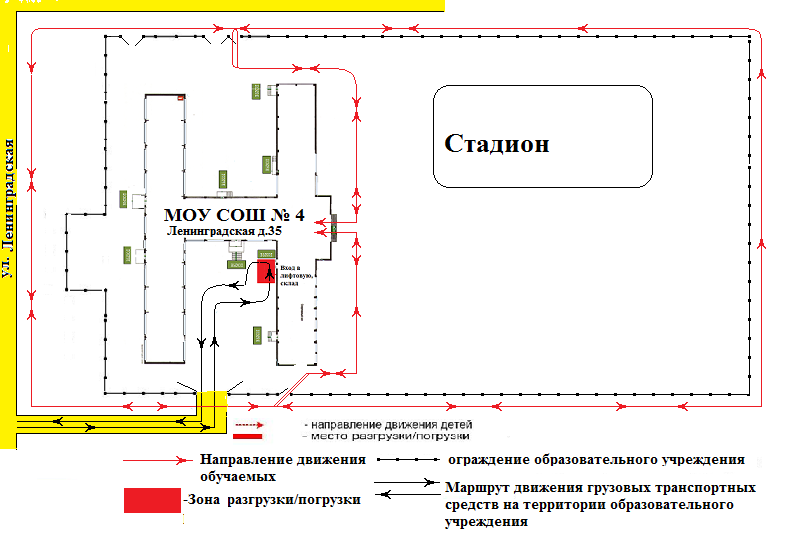 ул. Ленинградская
Стадион
МОУ СОШ № 4
Ленинградская д.35
Вход в
лифтовую,
склад
- направление движения детей
- место разгрузки/погрузки
Направление движения
обучаемых
ограждение образовательного учреждения
-Зона разгрузки/погрузки
Маршрут движения грузовых транспортных
средств на территории образовательного
учреждения